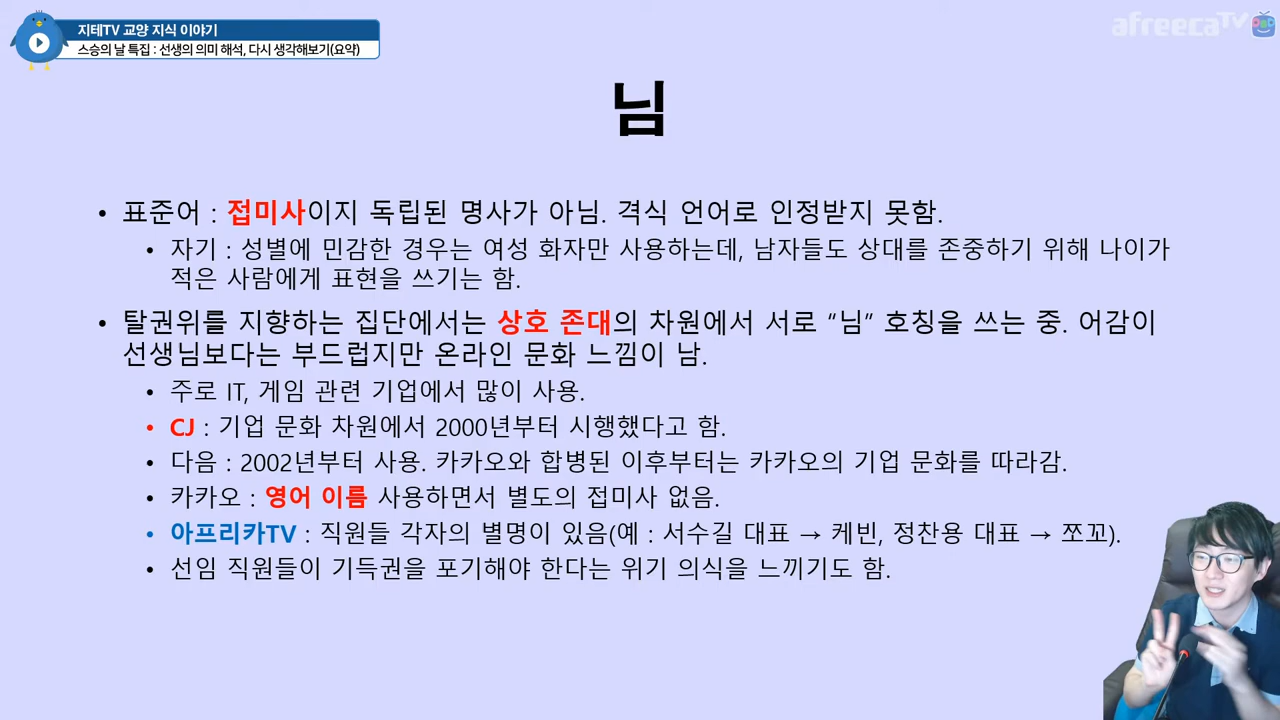 지테TV 교양 지식 이야기
스승의 날 특집 : 선생의 의미 해석, 다시 생각해보기(요약)
afreecaTV
님
• 표준어 : 접미사이지 독립된 명사가 아님. 격식 언어로 인정받지 못함.
• 자기 : 성별에 민감한 경우는 여성 화자만 사용하는데, 남자들도 상대를 존중하기 위해 나이가
적은 사람에게 표현을 쓰기는 함.
• 탈권위를 지향하는 집단에서는 상호 존대의 차원에서 서로 “님” 호칭을 쓰는 중. 어감이
선생님보다는 부드럽지만 온라인 문화 느낌이 남.
• 주로 IT, 게임 관련 기업에서 많이 사용.
• CJ : 기업 문화 차원에서 2000년부터 시행했다고 함.
• 다음 : 2002년부터 사용. 카카오와 합병된 이후부터는 카카오의 기업 문화를 따라감.
• 카카오 : 영어 이름 사용하면서 별도의 접미사 없음.
• 아프리카TV : 직원들 각자의 별명이 있음(예 : 서수길 대표 → 케빈, 정찬용 대표 → 쪼꼬).
• 선임 직원들이 기득권을 포기해야 한다는 위기 의식을 느끼기도 함.